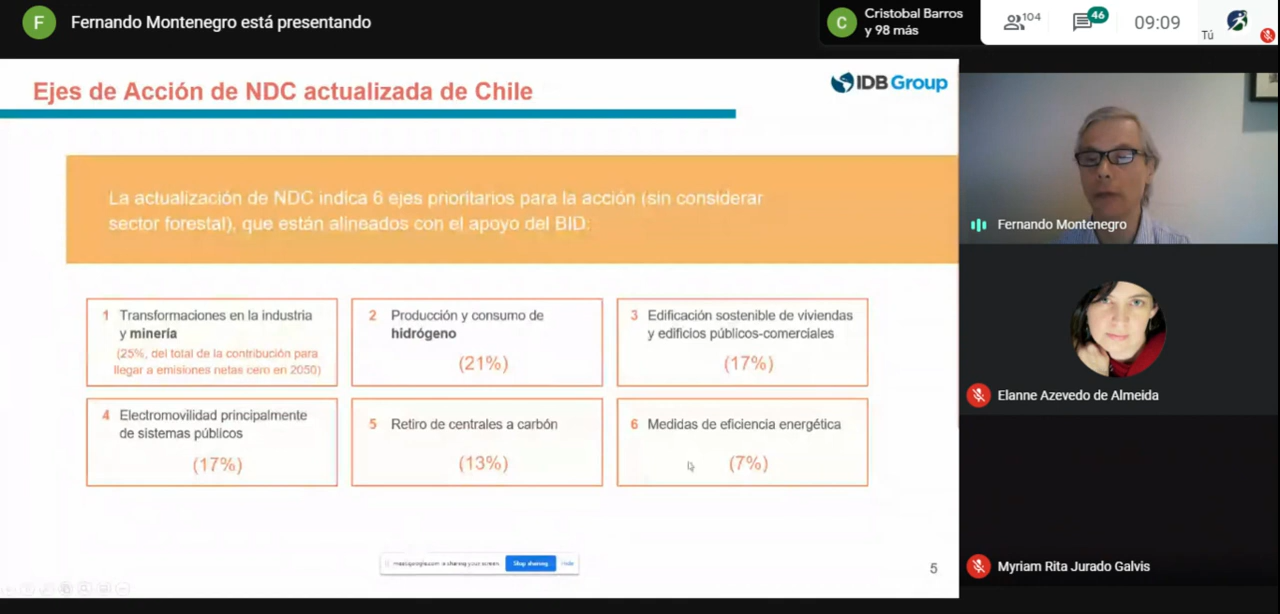 F
Fernando Montenegro está presentando
C
Cristobal Barros
y 98 más
104
46
09:09
Tú
Ejes de Acción de NDC actualizada de Chile
IDB Group
La actualización de NDC indica 6 ejes prioritarios para la acción (sin considerar
sector forestal), que están alineados con el apoyo del BID:
1 Transformaciones en la industria
y minería
(25%, del total de la contribución para
llegar a emisiones netas cero en 2050)
2 Producción y consumo de
hidrógeno
(21%)
3 Edificación sostenible de viviendas
y edificios públicos-comerciales
(17%)
4 Electromovilidad principalmente
de sistemas públicos
(17%)
5 Retiro de centrales a carbón
(13%)
6 Medidas de eficiencia energética
(7%)
is sharing your screen.
Stop sharing
Hide
5
Fernando Montenegro
Elanne Azevedo de Almeida
Myriam Rita Jurado Galvis